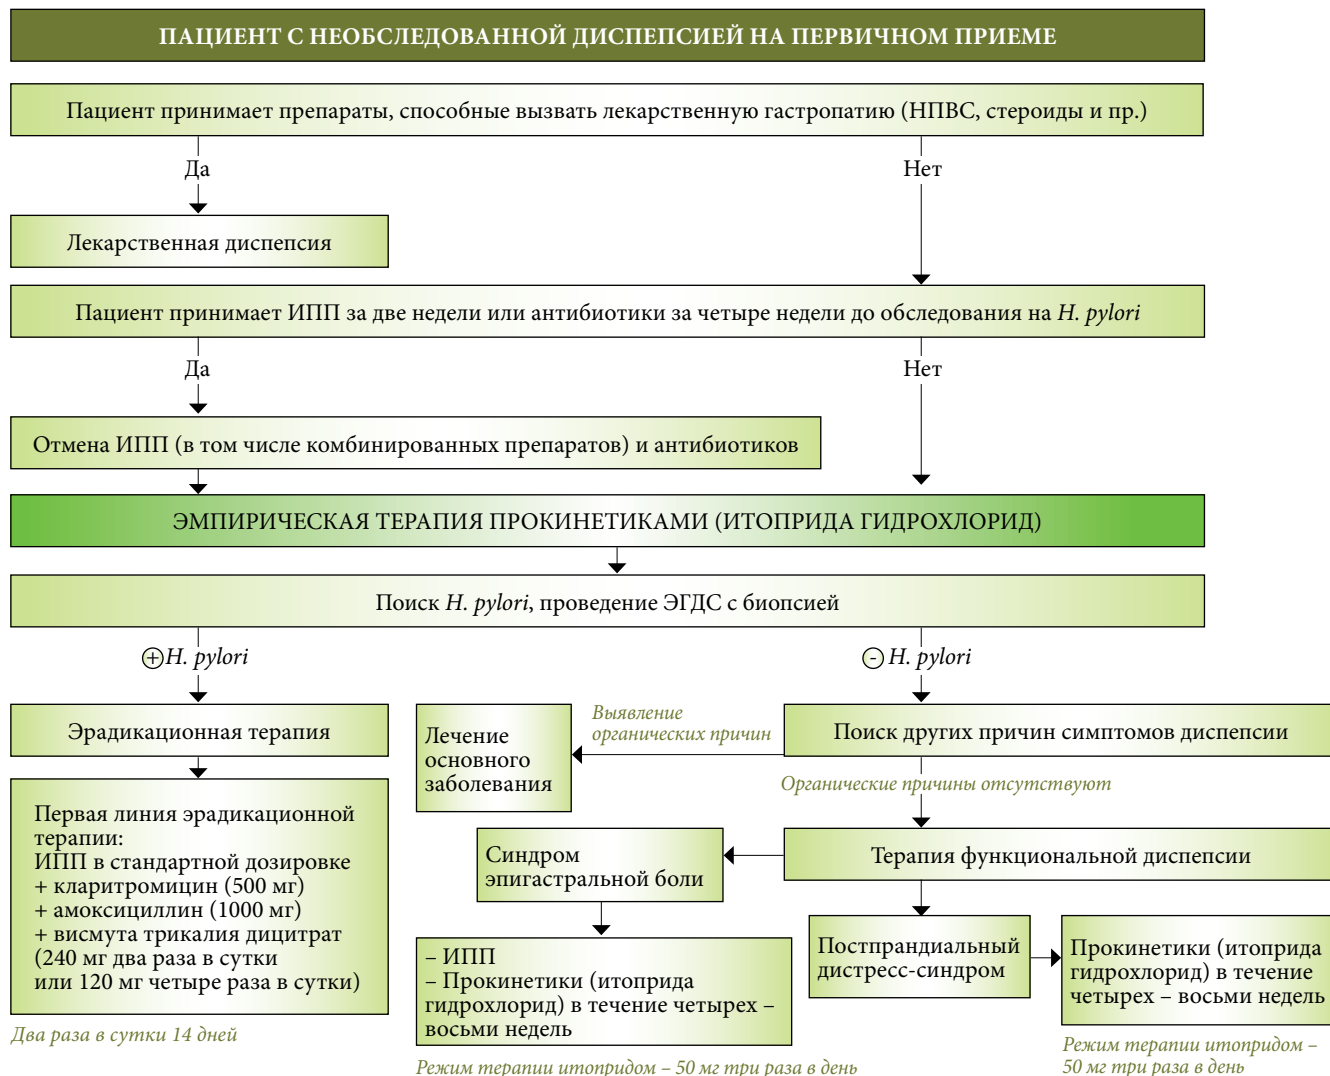 ПАЦИЕНТ С НЕОБСЛЕДОВАННОЙ ДИСПЕПСИЕЙ НА ПЕРВИЧНОМ ПРИЕМЕ
Пациент принимает препараты, способные вызвать лекарственную гастропатию (НПВС, стероиды и пр.)
Да
Нет
Лекарственная диспепсия
Пациент принимает ИПП за две недели или антибиотики за четыре недели до обследования на H. pylori
Да
Нет
Отмена ИПП (в том числе комбинированных препаратов) и антибиотиков
ЭМПИРИЧЕСКАЯ ТЕРАПИЯ ПРОКИНЕТИКАМИ (ИТОПРИДА ГИДРОХЛОРИД)
Поиск H. pylori, проведение ЭГДС с биопсией
+ H. pylori
- H. pylori
Эрадикационная терапия
Первая линия эрадикационной
терапии:
ИПП в стандартной дозировке
+ кларитромицин (500 мг)
+ амоксициллин (1000 мг)
+ висмута трикалия дицитрат
(240 мг два раза в сутки
или 120 мг четыре раза в сутки)
Два раза в сутки 14 дней
Поиск других причин симптомов диспепсии
Выявление
органических причин
Лечение
основного
заболевания
Органические причины отсутствуют
Терапия функциональной диспепсии
Синдром
эпигастральной боли
– ИПП
– Прокинетики (итоприда
гидрохлорид) в течение четырех –
восьми недель
Режим терапии итопридом – 50 мг три раза в день
Постпрандиальный
дистресс-синдром
Прокинетики (итоприда
гидрохлорид) в течение
четырех – восьми недель
Режим терапии итопридом –
50 мг три раза в день